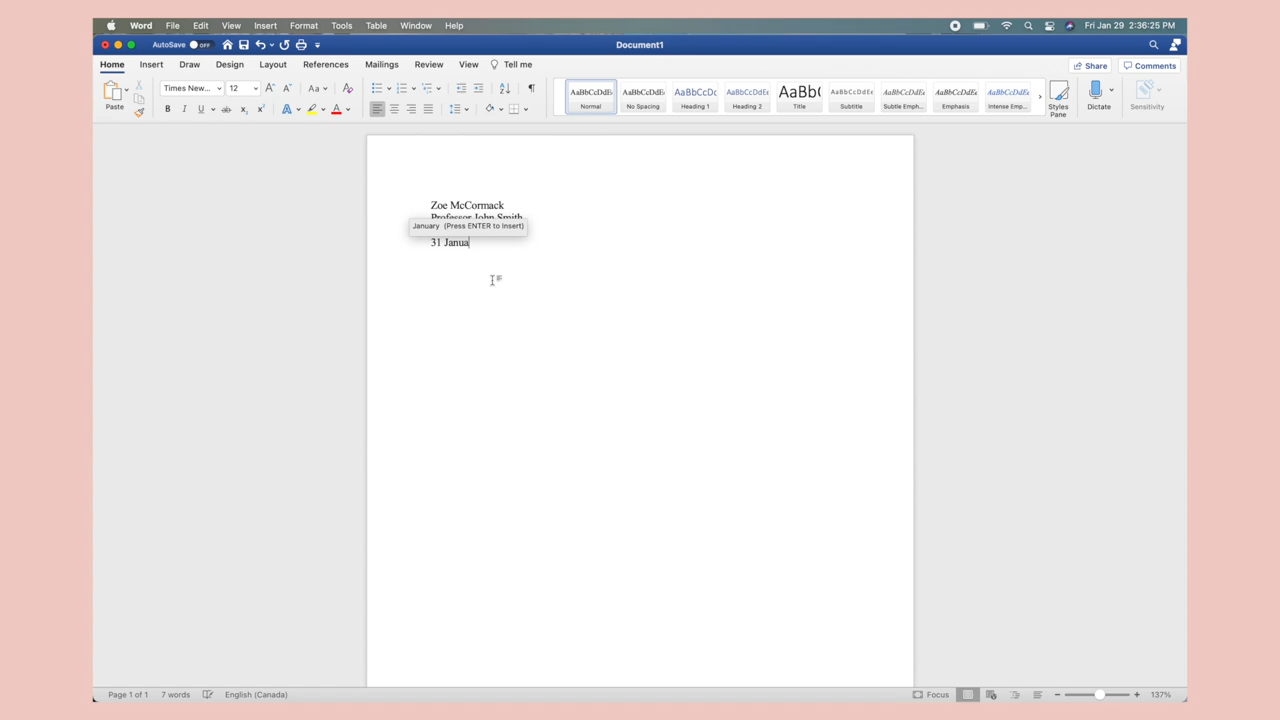 Word File Edit View Insert Format Tools Table Window Help Fri Jan 29 2:36:25 PM
AutoSave OFF Document1
Home Insert Draw Design Layout References Mailings Review View Tell me Share Comments
Paste Times New... 12 Aa
B I U ab x₂ x² A A
AaBbCcDdEe AaBbCcDdEe AaBbCcDc AaBbCcDdEe AaBbC AaBbCcDdEe AaBbCcDdEe AaBbCcDdEe AaBbCcDdEe
Normal No Spacing Heading 1 Heading 2 Title Subtitle Subtle Emph... Emphasis Intense Emp... Styles Pane Dictate Sensitivity
Zoe McCormack
Professor John Smith
January (Press ENTER to Insert)
31 Janua
Page 1 of 1 7 words English (Canada) Focus 137%